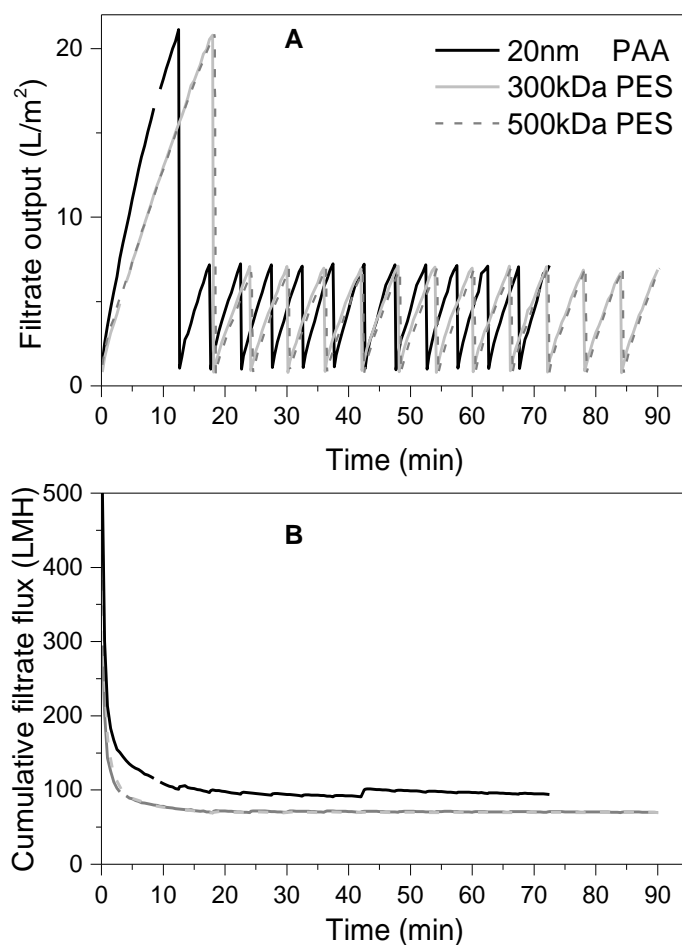 A
20nm PAA
300kDa PES
500kDa PES
Filtrate output (L/m²)
20
10
0
0 10 20 30 40 50 60 70 80 90
Time (min)
B
Cumulative filtrate flux (LMH)
500
400
300
200
100
0
0 10 20 30 40 50 60 70 80 90
Time (min)